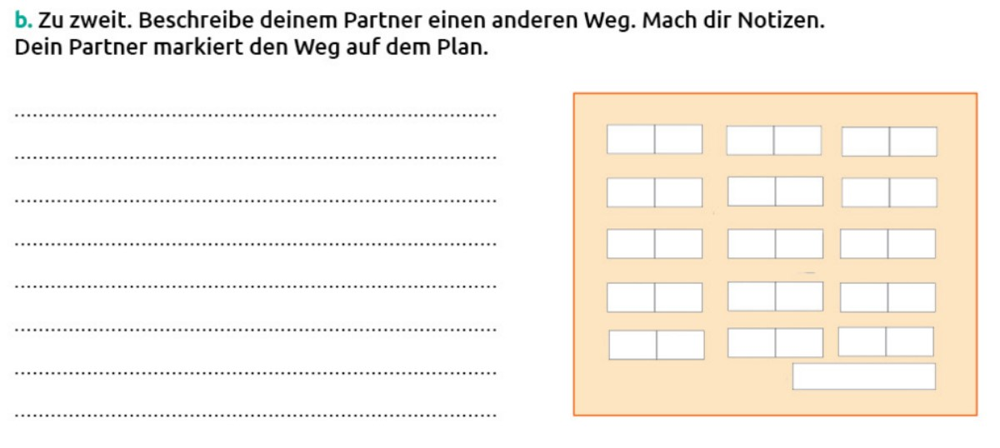 b. Zu zweit. Beschreibe deinem Partner einen anderen Weg. Mach dir Notizen.
Dein Partner markiert den Weg auf dem Plan.